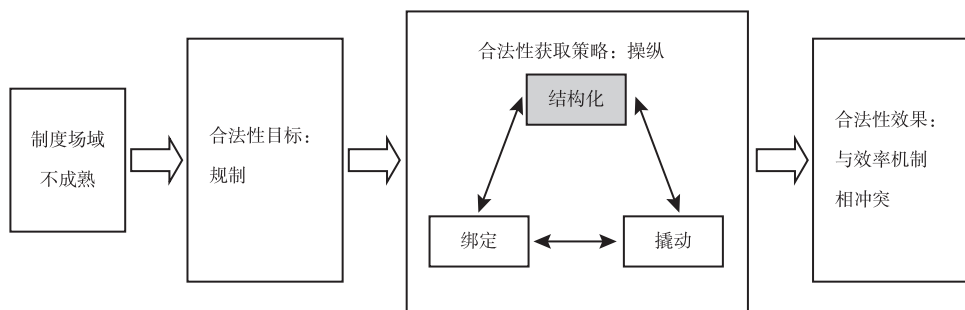 制度场域
不成熟
合法性目标：
规制
合法性获取策略：操纵
结构化
绑定
撬动
合法性效果：
与效率机制
相冲突